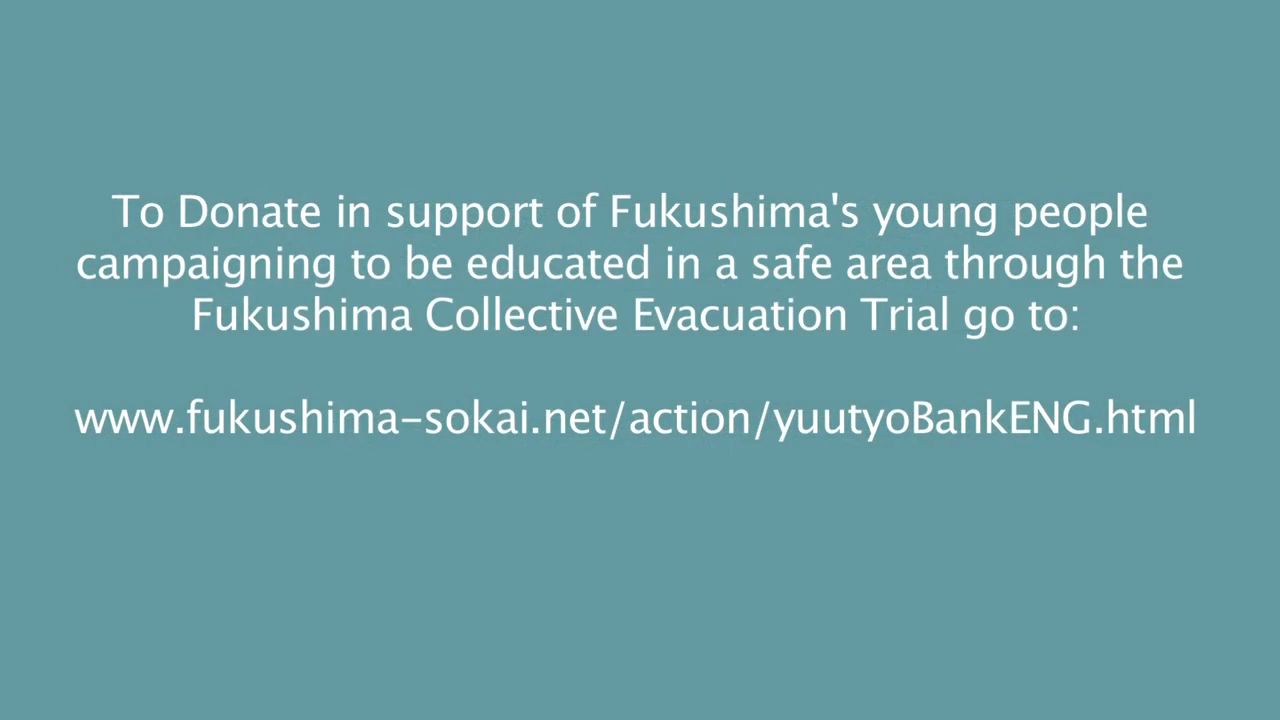 To Donate in support of Fukushima's young people
campaigning to be educated in a safe area through the
Fukushima Collective Evacuation Trial go to:
www.fukushima-sokai.net/action/yuutyoBankENG.html